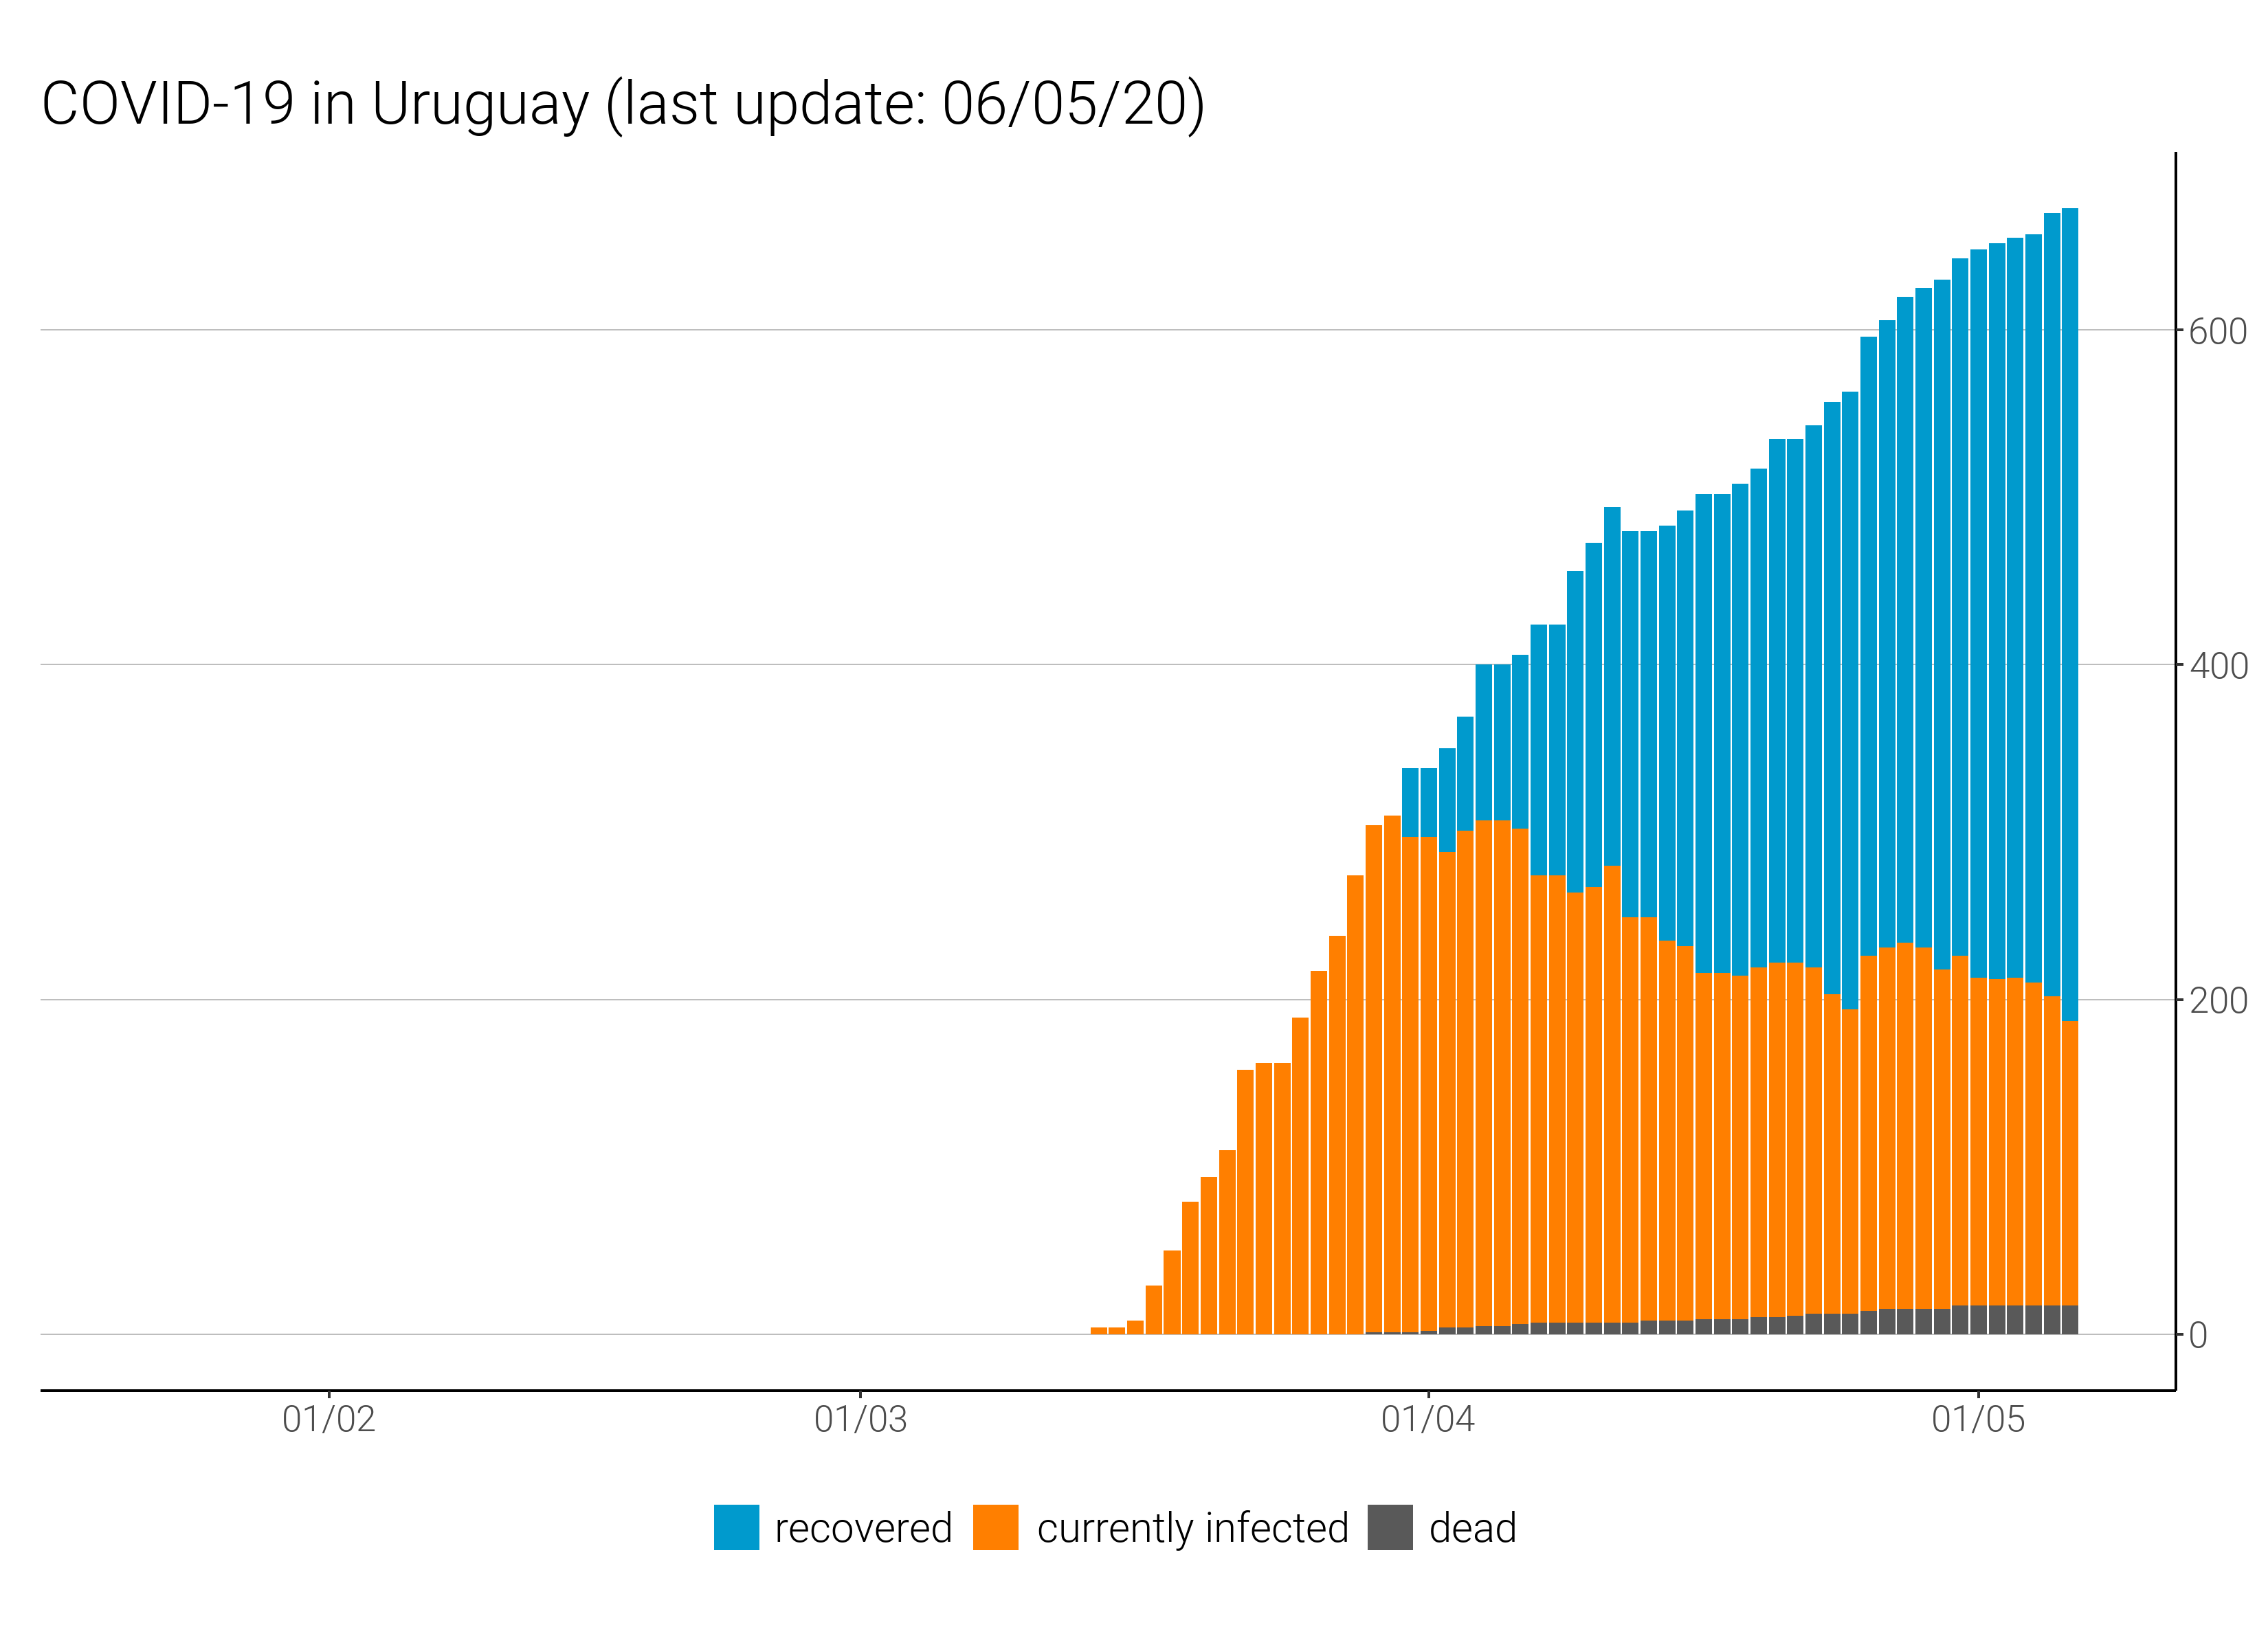 COVID-19 in Uruguay (last update: 06/05/20)
600
400
200
0
01/02 01/03 01/04 01/05
recovered currently infected dead